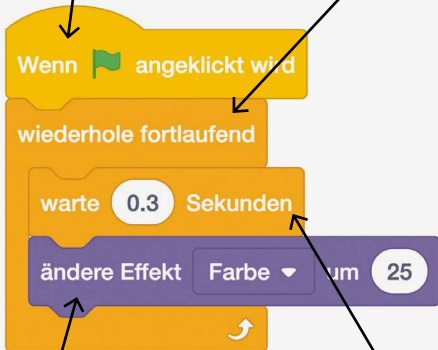 Wenn angeklickt wird
wiederhole fortlaufend
warte 0.3 Sekunden
ändere Effekt Farbe um 25